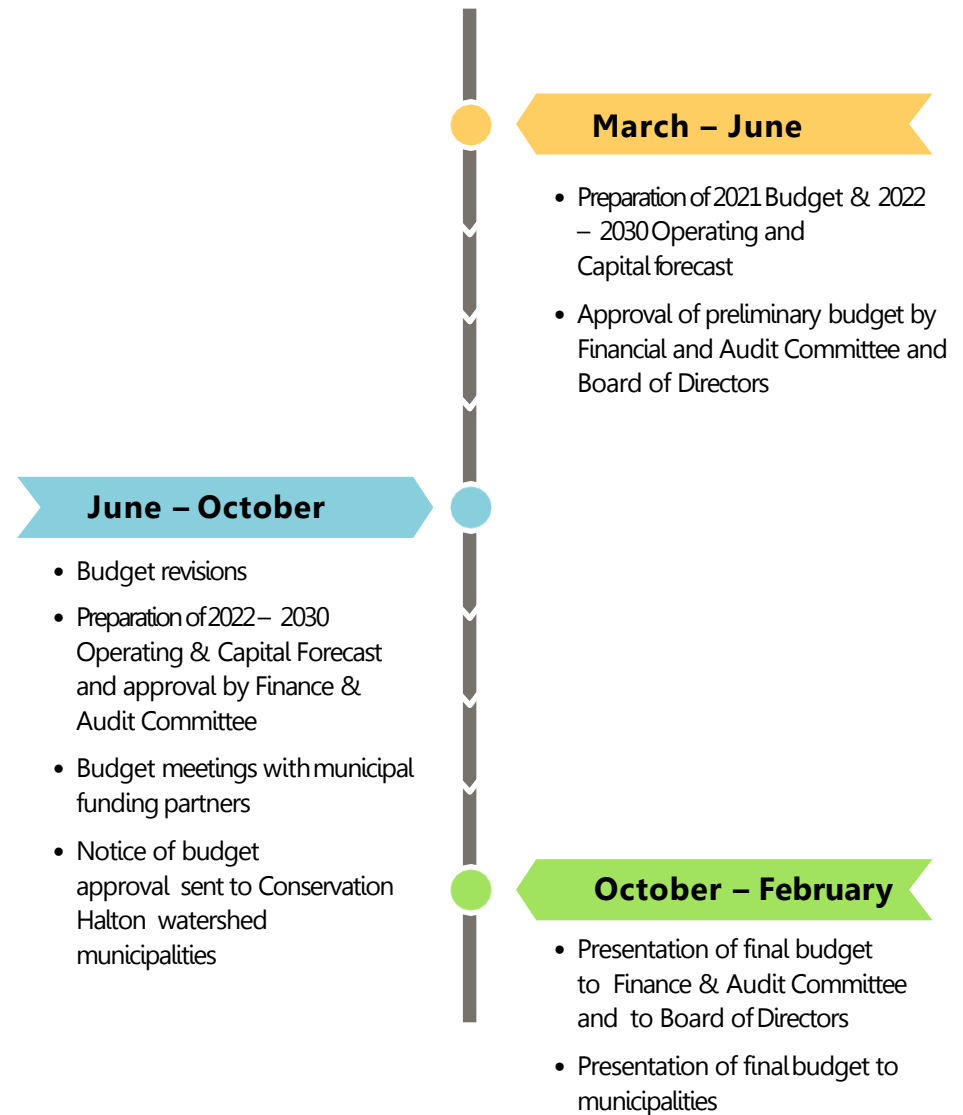 March – June
• Preparation of 2021 Budget & 2022
– 2030 Operating and
Capital forecast
• Approval of preliminary budget by
Financial and Audit Committee and
Board of Directors
June – October
• Budget revisions
• Preparation of 2022 – 2030
Operating & Capital Forecast
and approval by Finance &
Audit Committee
• Budget meetings with municipal
funding partners
• Notice of budget
approval sent to Conservation
Halton watershed
municipalities
October – February
• Presentation of final budget
to Finance & Audit Committee
and to Board of Directors
• Presentation of final budget to
municipalities